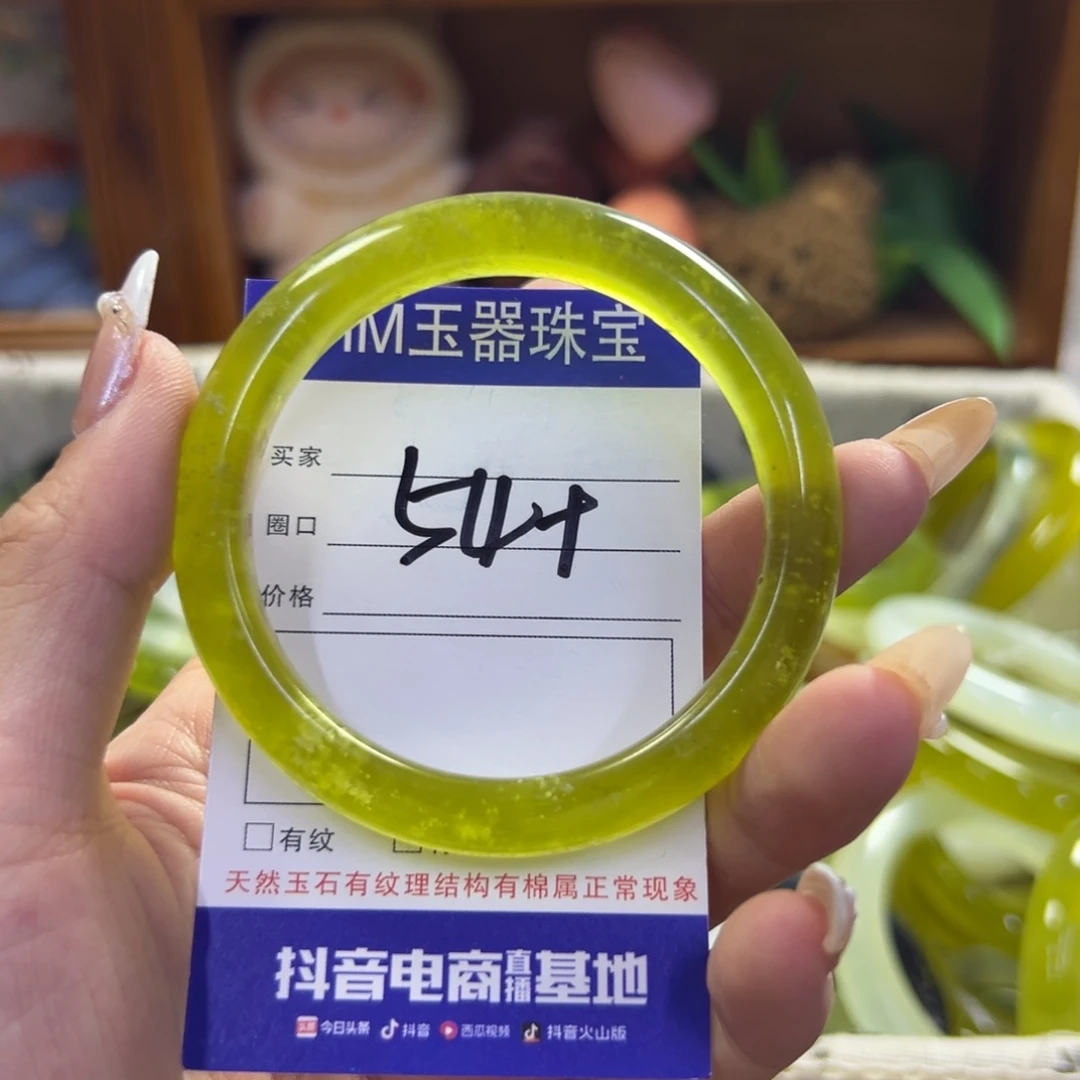 M玉器珠宝
买家
圈口
价格
有纹
天然玉石有纹理结构有棉属正常现象
抖音电商直播基地
头条 今日头条 抖音 西瓜视频 抖音火山版